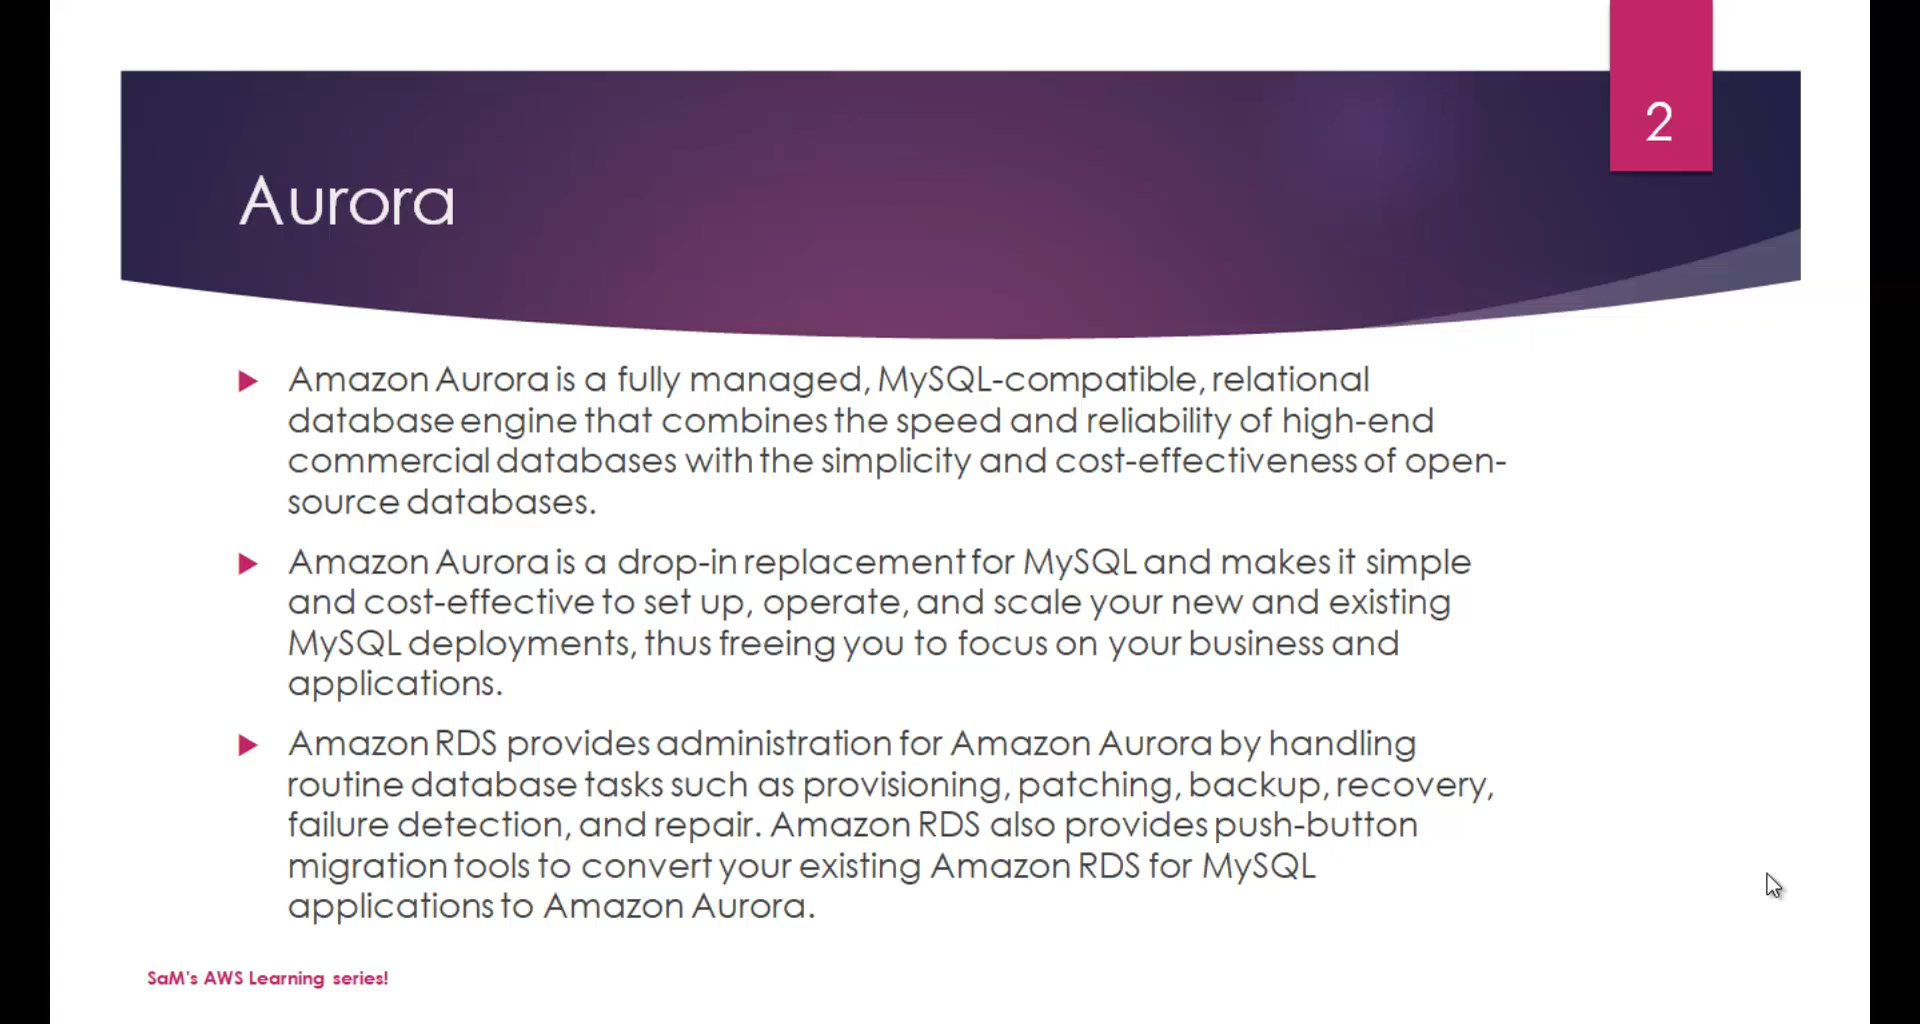 2
Aurora
Amazon Aurora is a fully managed, MySQL-compatible, relational
database engine that combines the speed and reliability of high-end
commercial databases with the simplicity and cost-effectiveness of open-
source databases.
Amazon Aurora is a drop-in replacement for MySQL and makes it simple
and cost-effective to set up, operate, and scale your new and existing
MySQL deployments, thus freeing you to focus on your business and
applications.
Amazon RDS provides administration for Amazon Aurora by handling
routine database tasks such as provisioning, patching, backup, recovery,
failure detection, and repair. Amazon RDS also provides push-button
migration tools to convert your existing Amazon RDS for MySQL
applications to Amazon Aurora.
SaM's AWS Learning series!